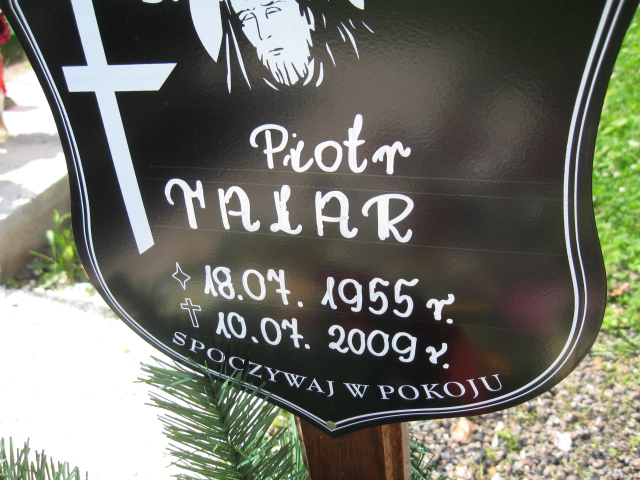 Piotr
TALAR
18.07. 1955 r.
10.07. 2009 r.
SPOCZYWAJ W POKOJU